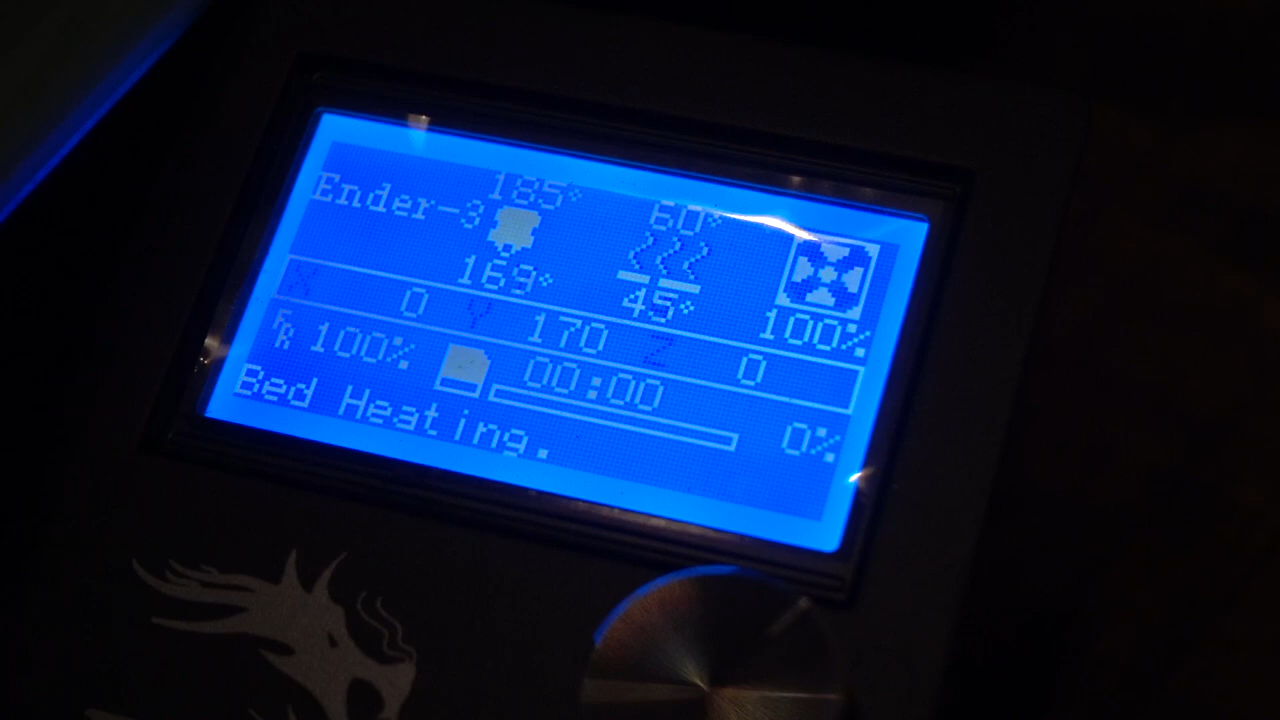 185°
Ender-3 60°
169° 45° 100%
X 0 Y 170 Z 0
FR 100% 00:00
0%
Bed Heating.